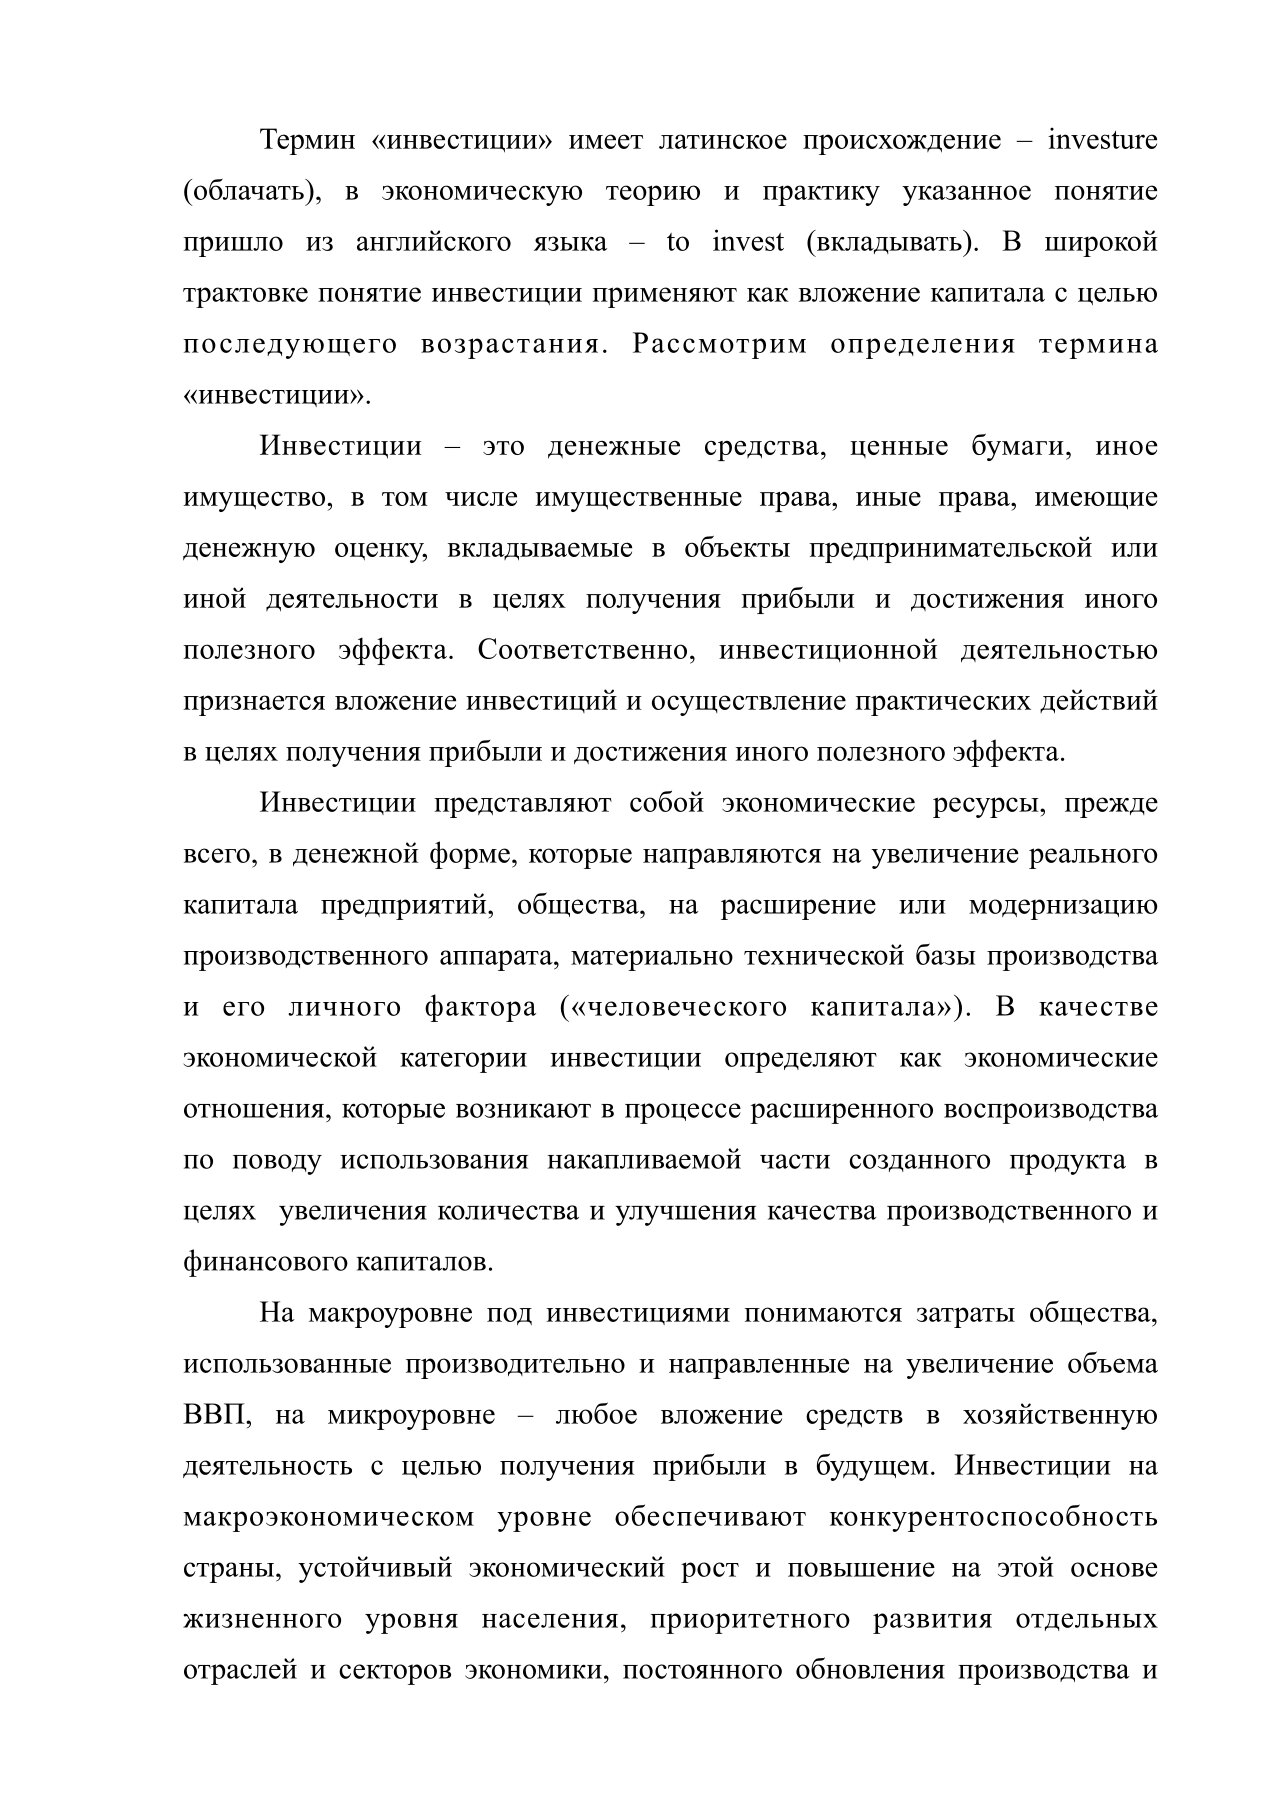 Термин «инвестиции» имеет латинское происхождение – investure
(облачать), в экономическую теорию и практику указанное понятие
пришло из английского языка – to invest (вкладывать). В широкой
трактовке понятие инвестиции применяют как вложение капитала с целью
последующего возрастания. Рассмотрим определения термина
«инвестиции».
Инвестиции – это денежные средства, ценные бумаги, иное
имущество, в том числе имущественные права, иные права, имеющие
денежную оценку, вкладываемые в объекты предпринимательской или
иной деятельности в целях получения прибыли и достижения иного
полезного эффекта. Соответственно, инвестиционной деятельностью
признается вложение инвестиций и осуществление практических действий
в целях получения прибыли и достижения иного полезного эффекта.
Инвестиции представляют собой экономические ресурсы, прежде
всего, в денежной форме, которые направляются на увеличение реального
капитала предприятий, общества, на расширение или модернизацию
производственного аппарата, материально технической базы производства
и его личного фактора («человеческого капитала»). В качестве
экономической категории инвестиции определяют как экономические
отношения, которые возникают в процессе расширенного воспроизводства
по поводу использования накапливаемой части созданного продукта в
целях увеличения количества и улучшения качества производственного и
финансового капиталов.
На макроуровне под инвестициями понимаются затраты общества,
использованные производительно и направленные на увеличение объема
ВВП, на микроуровне – любое вложение средств в хозяйственную
деятельность с целью получения прибыли в будущем. Инвестиции на
макроэкономическом уровне обеспечивают конкурентоспособность
страны, устойчивый экономический рост и повышение на этой основе
жизненного уровня населения, приоритетного развития отдельных
отраслей и секторов экономики, постоянного обновления производства и